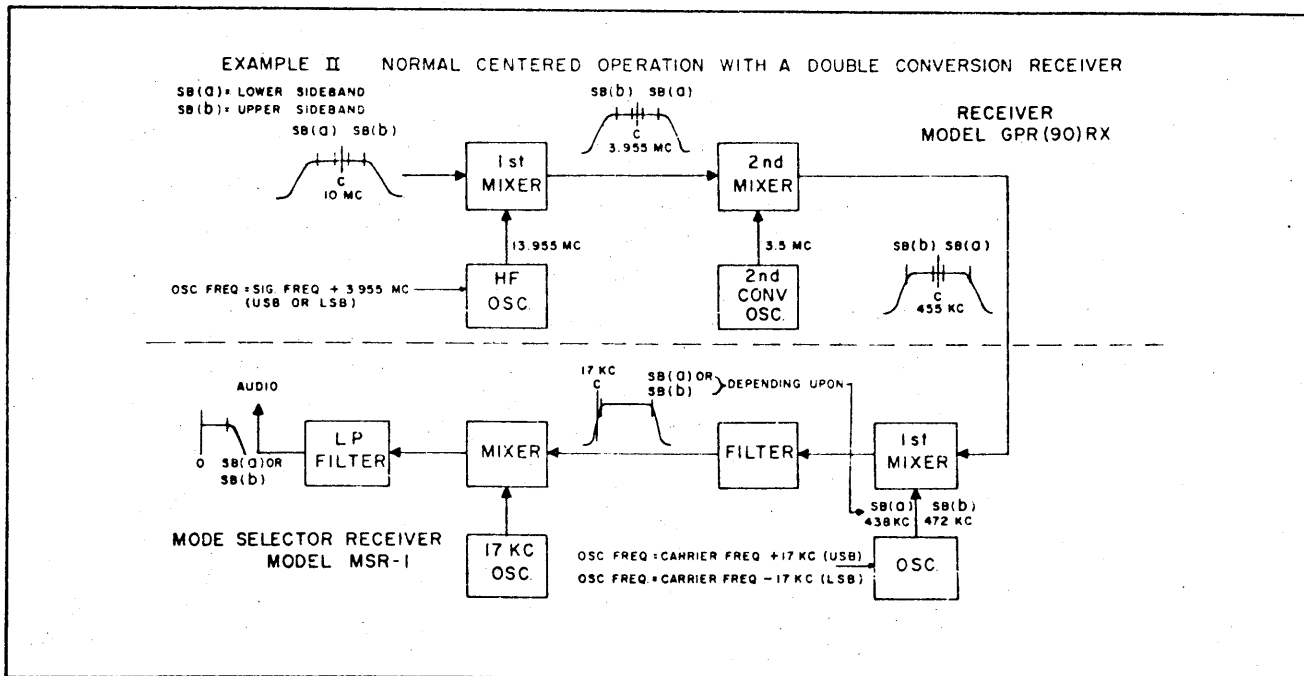 EXAMPLE II NORMAL CENTERED OPERATION WITH A DOUBLE CONVERSION RECEIVER
SB(a)= LOWER SIDEBAND
SB(b)= UPPER SIDEBAND
SB(a) SB(b)
C
10 MC
1st
MIXER
SB(b) SB(a)
C
3.955 MC
2nd
MIXER
RECEIVER
MODEL GPR(90)RX
13.955 MC
3.5 MC
OSC FREQ = SIG. FREQ + 3 955 MC
(USB OR LSB)
HF
OSC.
2nd
CONV
OSC.
SB(b) SB(a)
C
455 KC
AUDIO
O SB(a)OR
SB(b)
L P
FILTER
MIXER
17 KC
C
SB(a) OR
SB(b)
DEPENDING UPON
FILTER
1st
MIXER
SB(a) SB(b)
438 KC 472 KC
MODE SELECTOR RECEIVER
MODEL MSR-1
17 KC
OSC.
OSC FREQ = CARRIER FREQ +17 KC (USB)
OSC FREQ. = CARRIER FREQ -17 KC (LSB)
OSC.